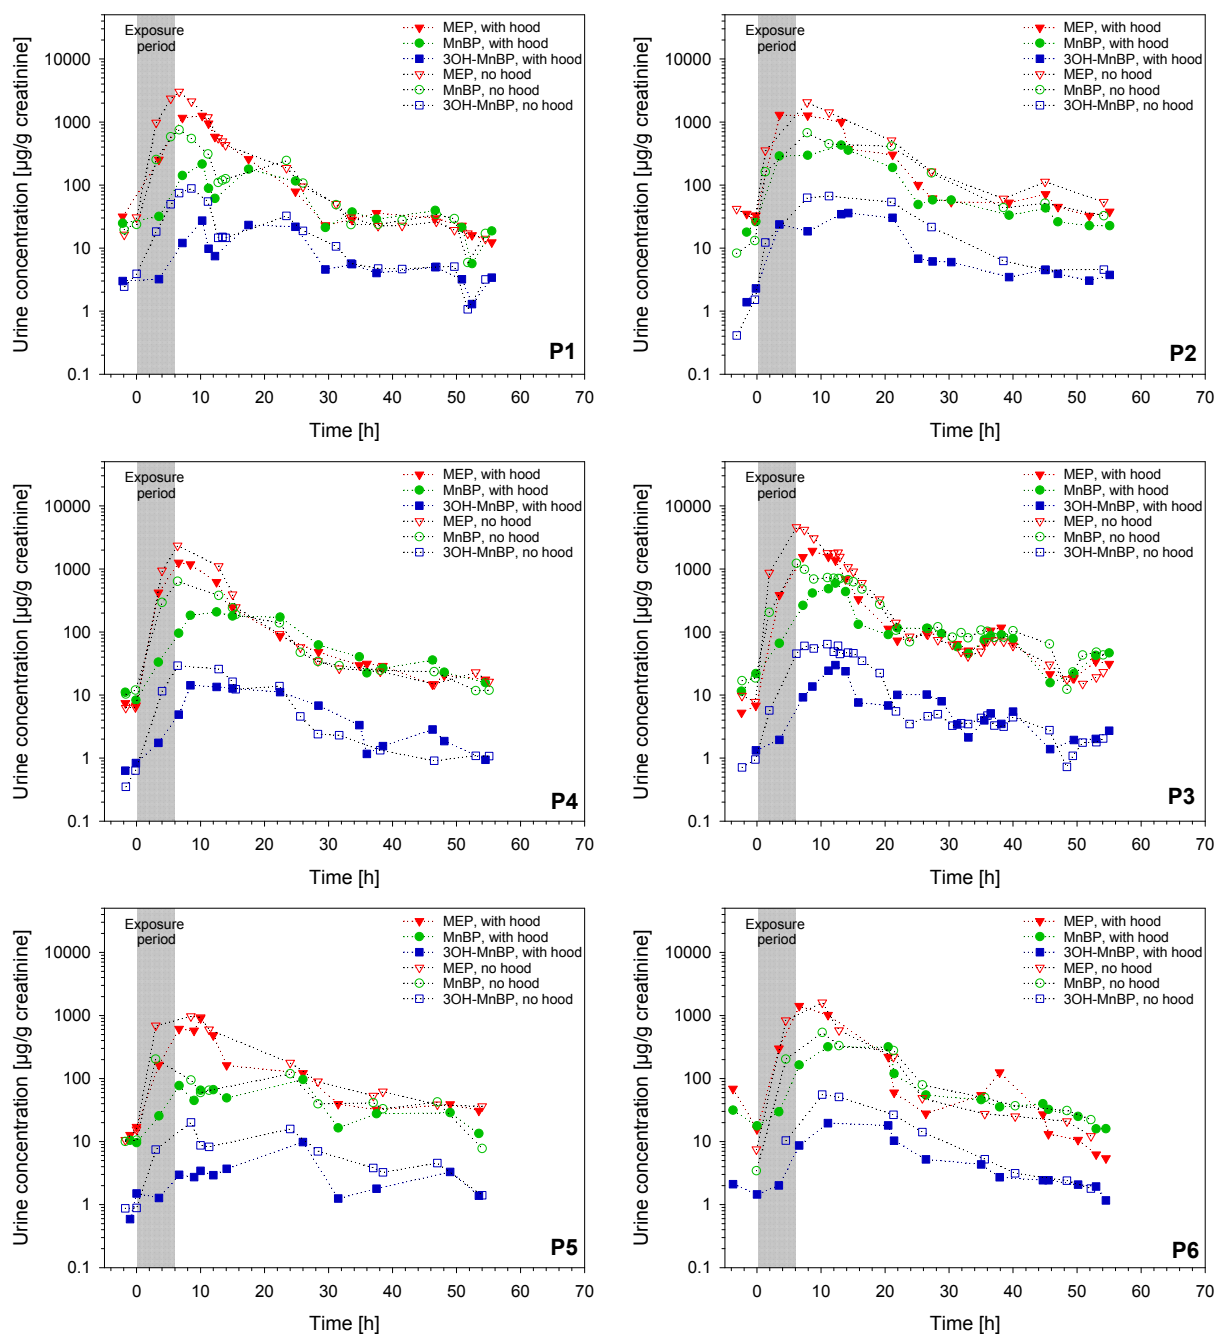 Exposure
period
MEP, with hood
MnBP, with hood
3OH-MnBP, with hood
MEP, no hood
MnBP, no hood
3OH-MnBP, no hood
10000
1000
100
10
1
0.1
Urine concentration [µg/g creatinine]
P1
0 10 20 30 40 50 60 70
Time [h]
Exposure
period
MEP, with hood
MnBP, with hood
3OH-MnBP, with hood
MEP, no hood
MnBP, no hood
3OH-MnBP, no hood
10000
1000
100
10
1
0.1
Urine concentration [µg/g creatinine]
P2
0 10 20 30 40 50 60 70
Time [h]
Exposure
period
MEP, with hood
MnBP, with hood
3OH-MnBP, with hood
MEP, no hood
MnBP, no hood
3OH-MnBP, no hood
10000
1000
100
10
1
0.1
Urine concentration [µg/g creatinine]
P4
0 10 20 30 40 50 60 70
Time [h]
Exposure
period
MEP, with hood
MnBP, with hood
3OH-MnBP, with hood
MEP, no hood
MnBP, no hood
3OH-MnBP, no hood
10000
1000
100
10
1
0.1
Urine concentration [µg/g creatinine]
P3
0 10 20 30 40 50 60 70
Time [h]
Exposure
period
MEP, with hood
MnBP, with hood
3OH-MnBP, with hood
MEP, no hood
MnBP, no hood
3OH-MnBP, no hood
10000
1000
100
10
1
0.1
Urine concentration [µg/g creatinine]
P5
0 10 20 30 40 50 60 70
Time [h]
Exposure
period
MEP, with hood
MnBP, with hood
3OH-MnBP, with hood
MEP, no hood
MnBP, no hood
3OH-MnBP, no hood
10000
1000
100
10
1
0.1
Urine concentration [µg/g creatinine]
P6
0 10 20 30 40 50 60 70
Time [h]